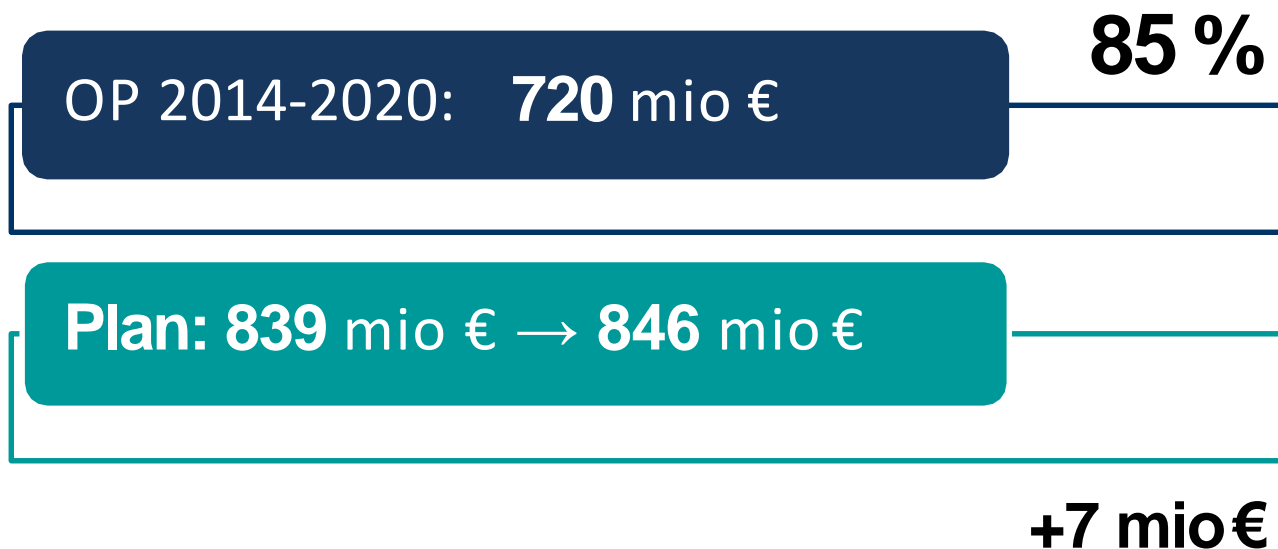 85 %
OP 2014-2020: 720 mio €
Plan: 839 mio € → 846 mio €
+7 mio €